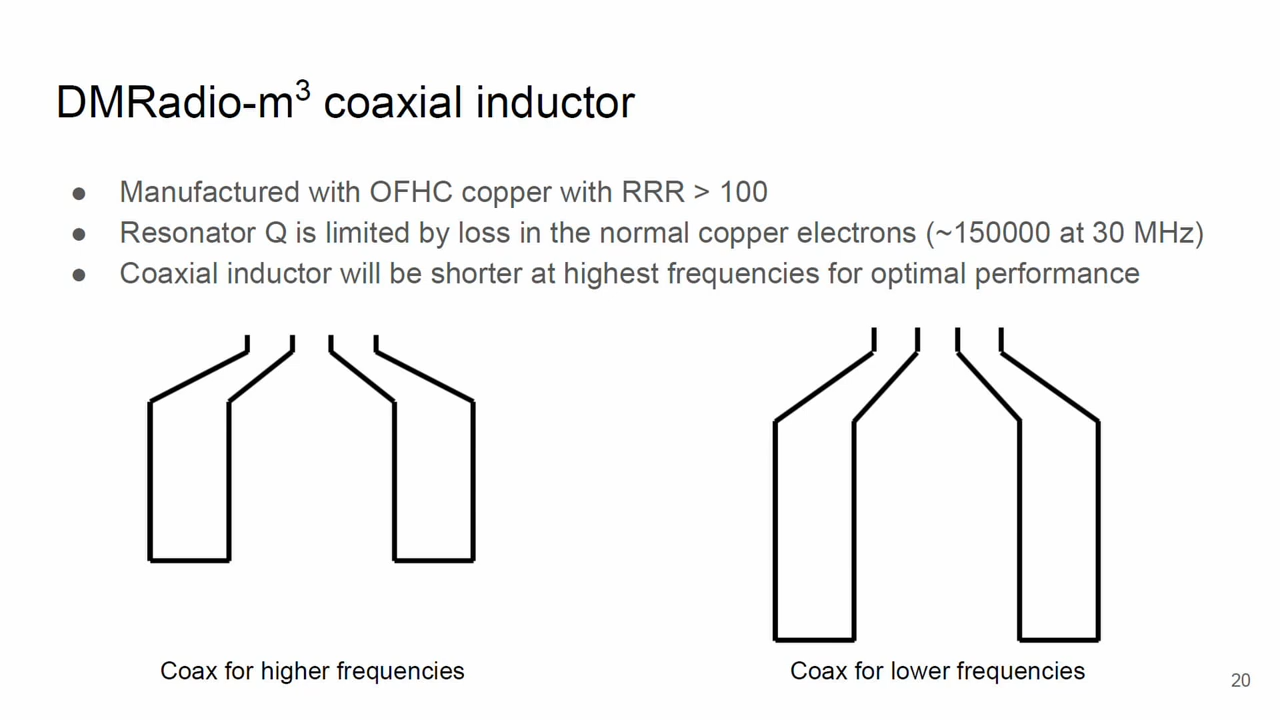 DMRadio-m³ coaxial inductor
● Manufactured with OFHC copper with RRR > 100
● Resonator Q is limited by loss in the normal copper electrons (~150000 at 30 MHz)
● Coaxial inductor will be shorter at highest frequencies for optimal performance
Coax for higher frequencies
Coax for lower frequencies
20